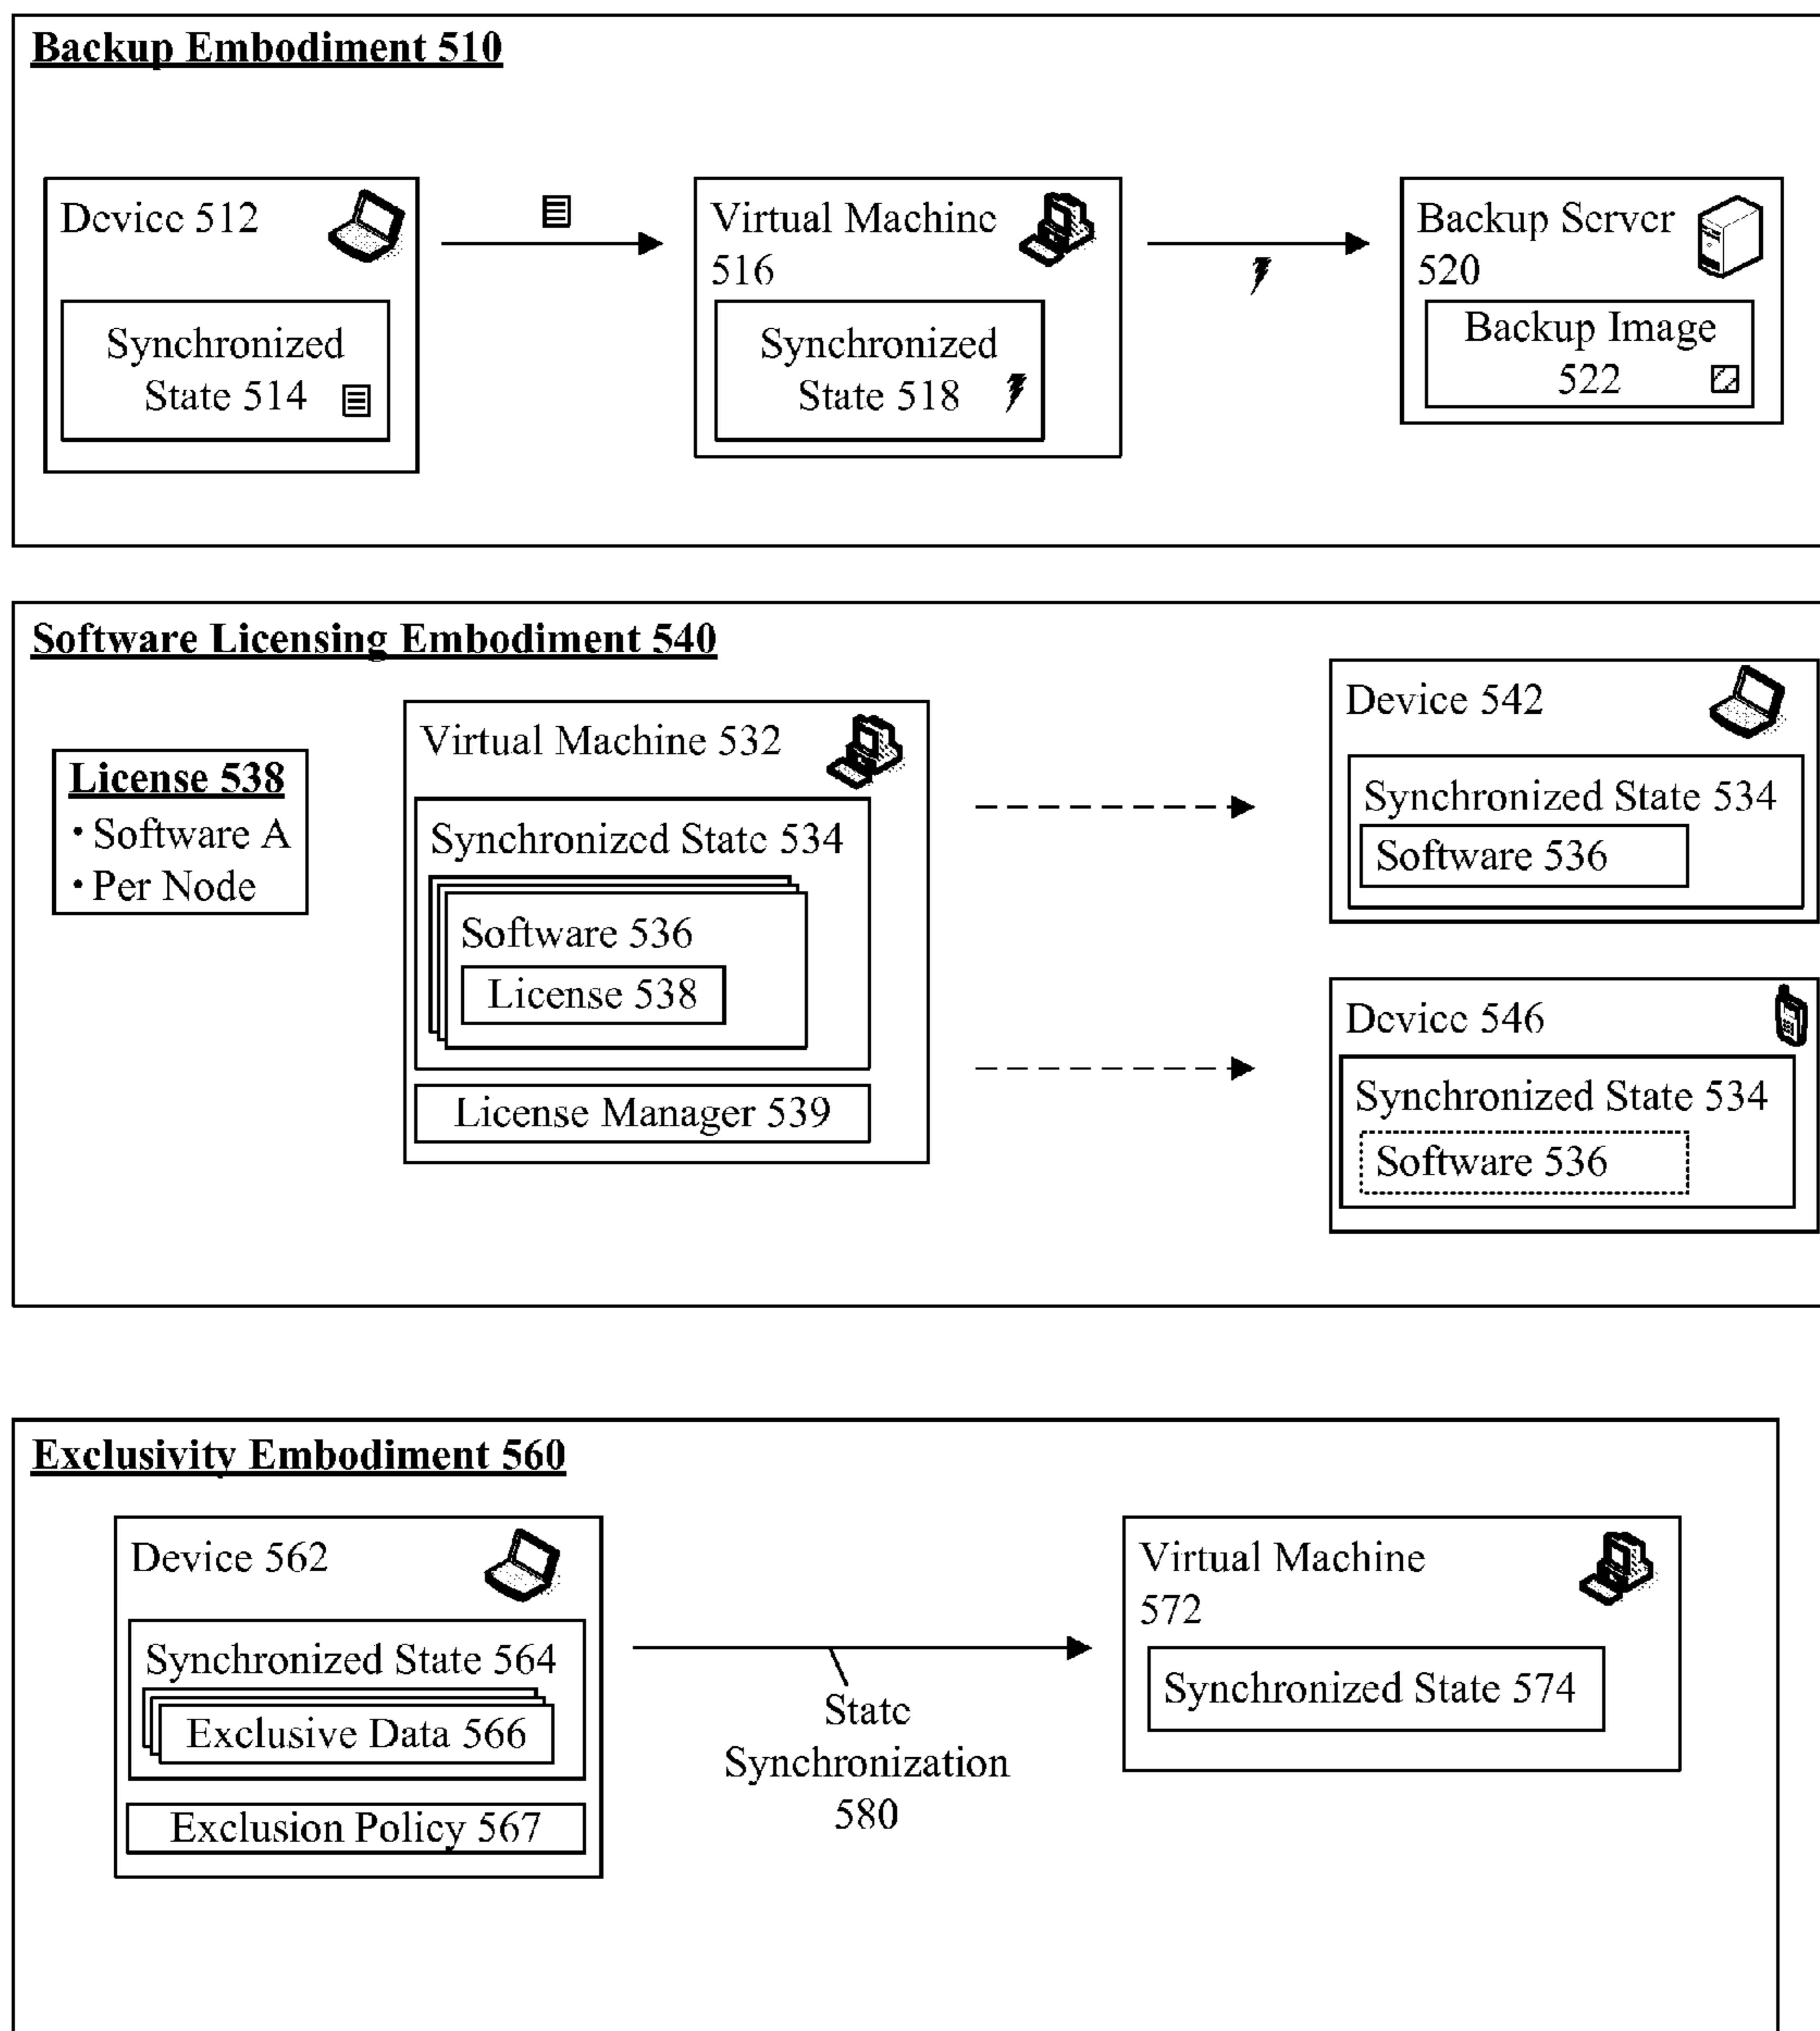 Backup Embodiment 510
Device 512
Synchronized
State 514
Virtual Machine
516
Synchronized
State 518
Backup Server
520
Backup Image
522
Software Licensing Embodiment 540
License 538
• Software A
• Per Node
Virtual Machine 532
Synchronized State 534
Software 536
License 538
License Manager 539
Device 542
Synchronized State 534
Software 536
Device 546
Synchronized State 534
Software 536
Exclusivity Embodiment 560
Device 562
Synchronized State 564
Exclusive Data 566
Exclusion Policy 567
State
Synchronization
580
Virtual Machine
572
Synchronized State 574